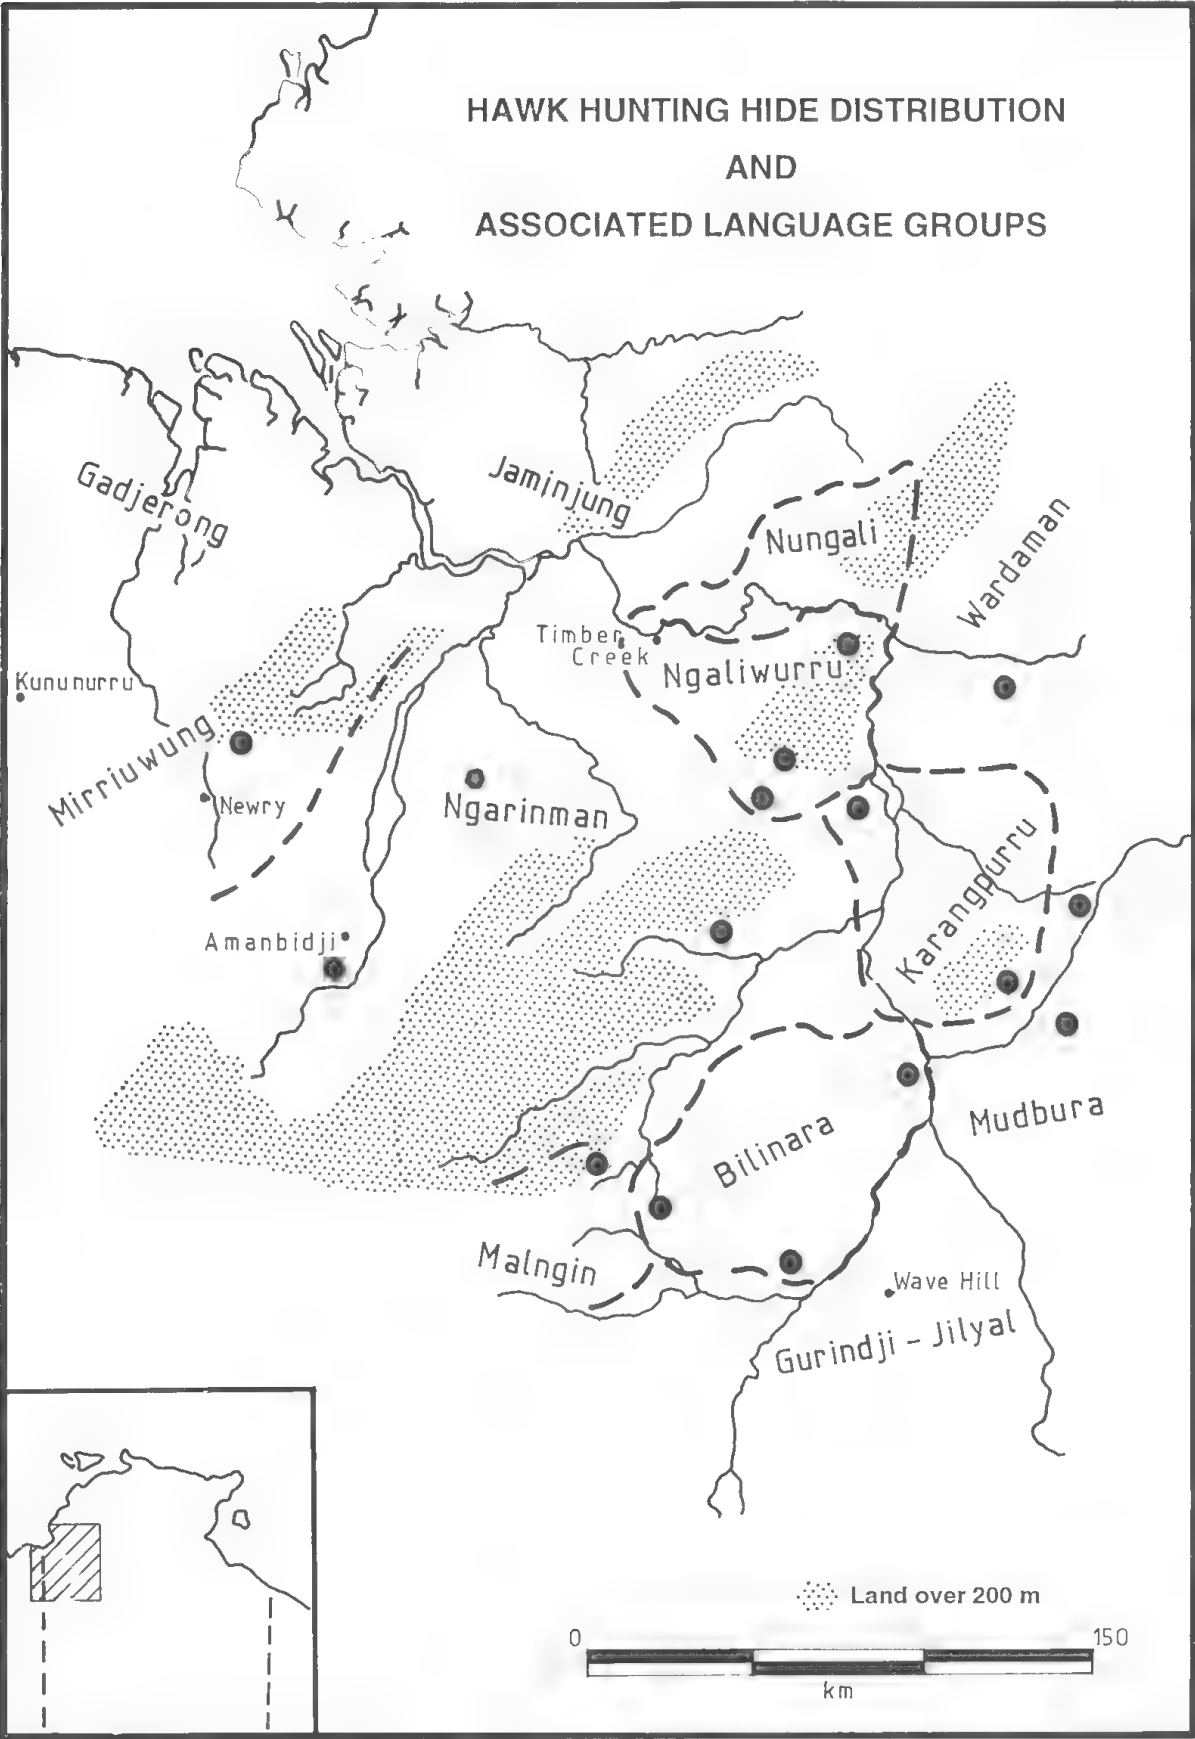 HAWK HUNTING HIDE DISTRIBUTION
AND
ASSOCIATED LANGUAGE GROUPS
Gadjerong
Jaminjung
Nungali
Wardaman
Timber
Creek
Ngaliwurru
Kununurru
Mirriuwung
Newry
Ngarinman
Karangpurru
Amanbidji
Mudbura
Bilinara
Malngin
Wave Hill
Gurindji - Jilyal
Land over 200 m
0 150
km